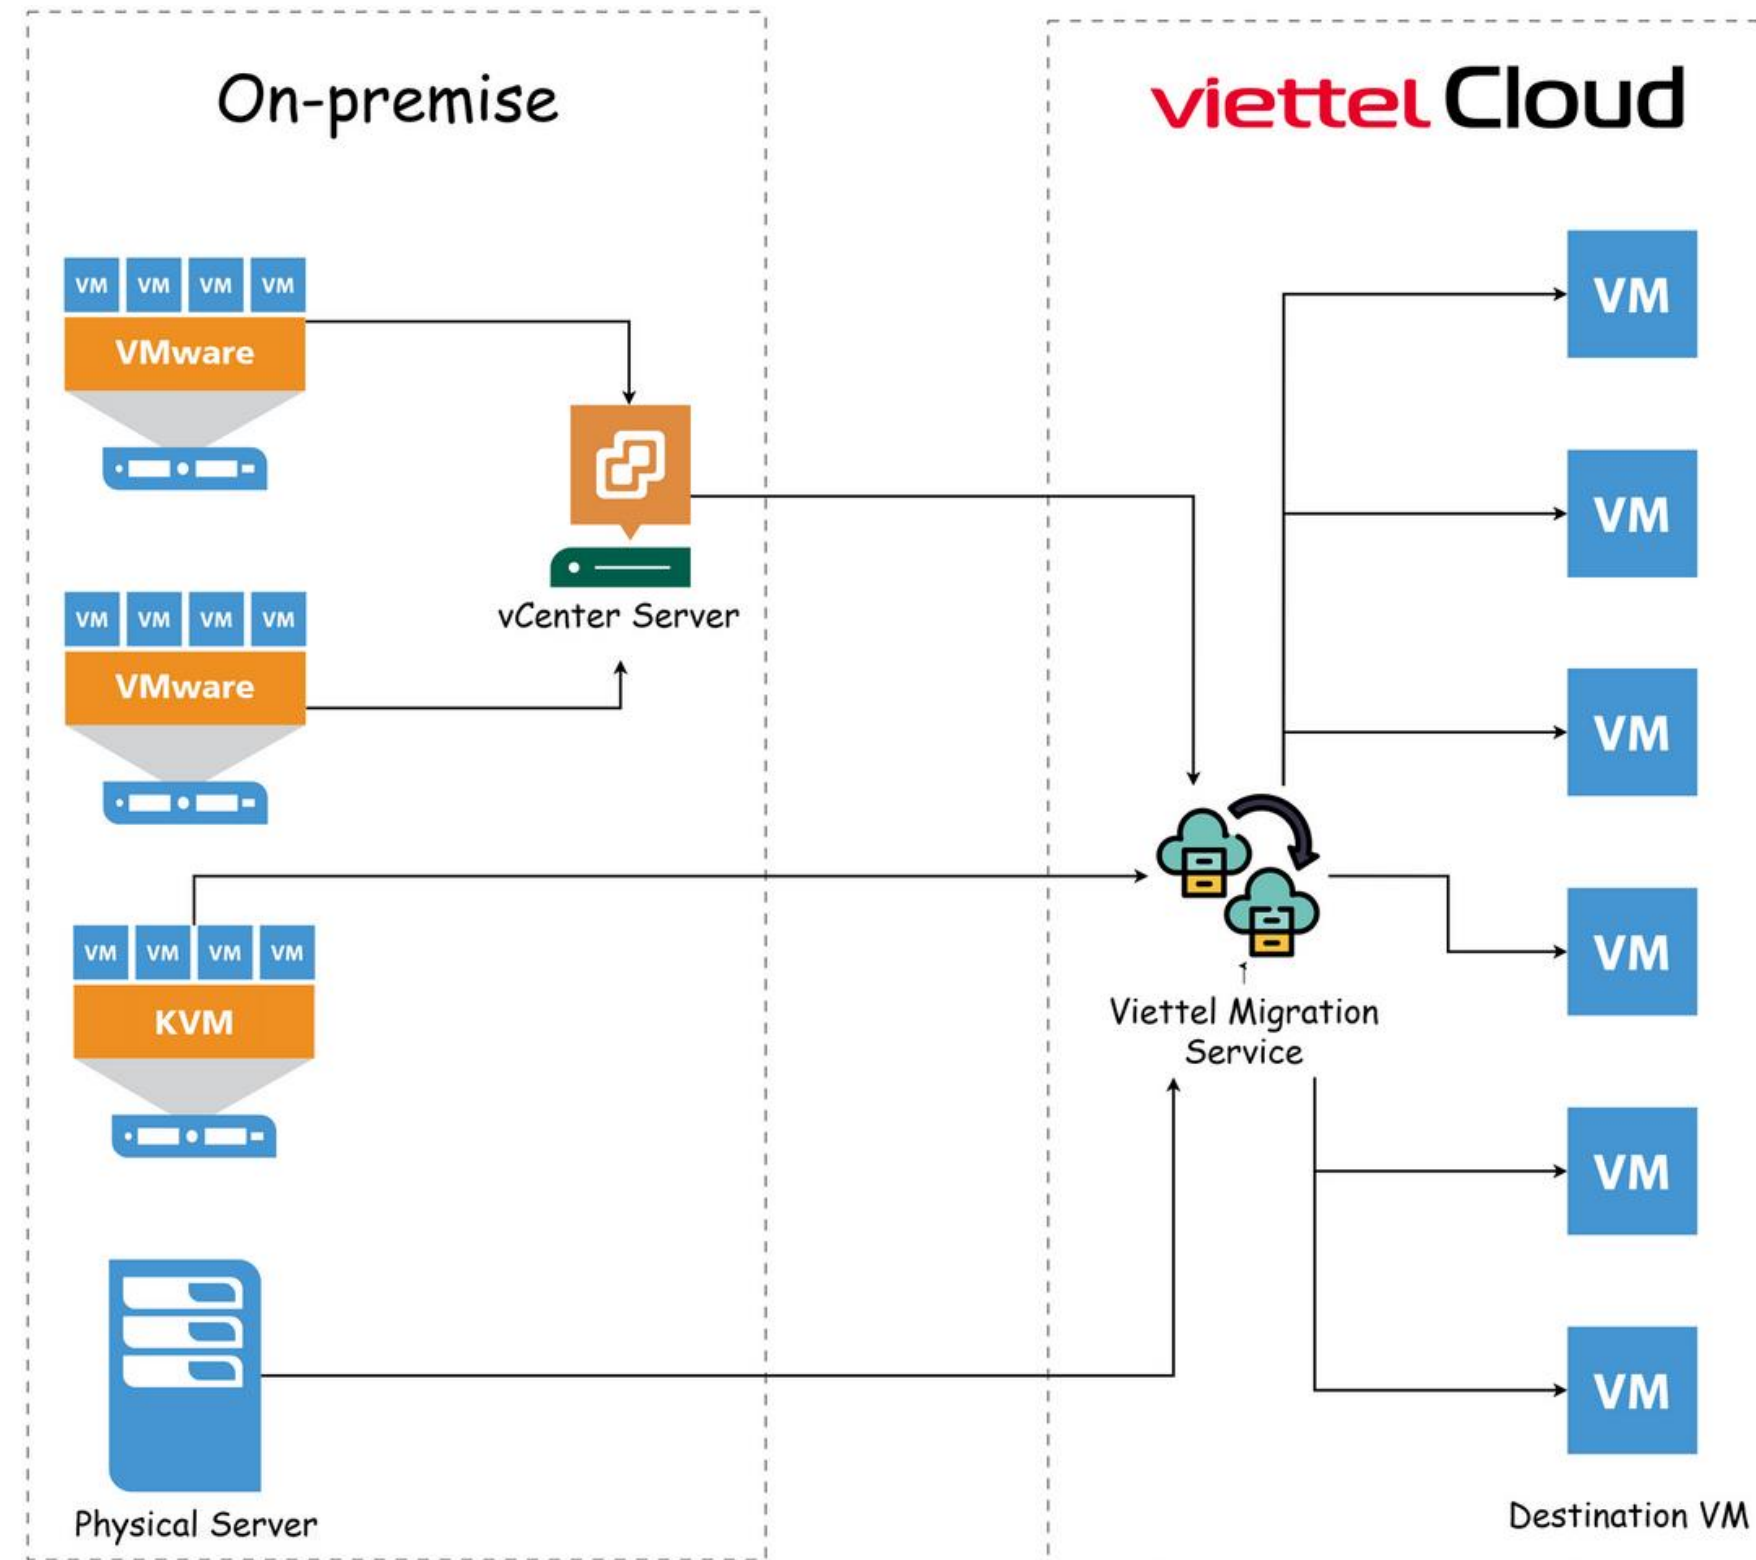 On-premise
viettel Cloud
VM VM VM VM
VMware
vCenter Server
VM VM VM VM
VMware
VM VM VM VM
KVM
Physical Server
Viettel Migration
Service
VM
VM
VM
VM
VM
VM
Destination VM